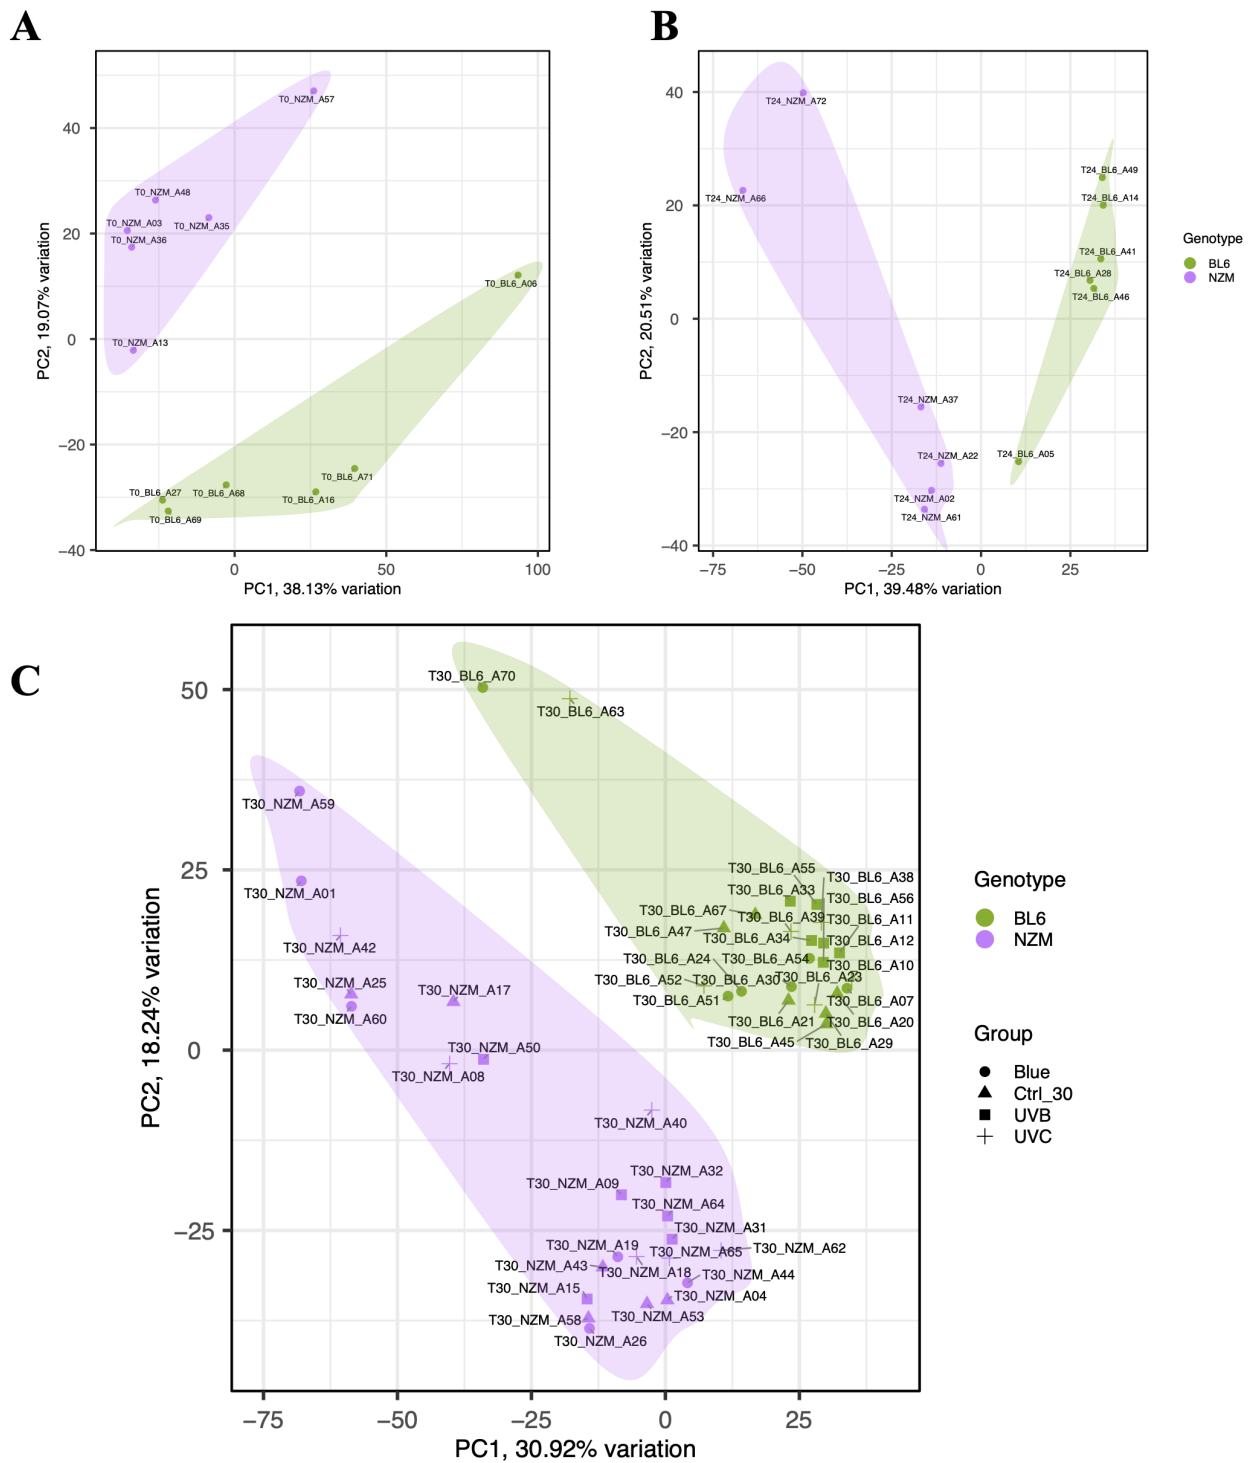 A
T0_NZM_A57
T0_NZM_A48
T0_NZM_A03
T0_NZM_A35
T0_NZM_A36
T0_NZM_A13
T0_BL6_A06
T0_BL6_A71
T0_BL6_A27
T0_BL6_A68
T0_BL6_A16
T0_BL6_A69
40
20
0
−20
−40
0
50
100
PC1, 38.13% variation
PC2, 19.07% variation
B
T24_NZM_A72
T24_NZM_A66
T24_BL6_A49
T24_BL6_A14
T24_BL6_A41
T24_BL6_A28
T24_BL6_A46
T24_NZM_A37
T24_NZM_A22
T24_BL6_A05
T24_NZM_A02
T24_NZM_A61
40
20
0
−20
−40
−75
−50
−25
0
25
PC1, 39.48% variation
PC2, 20.51% variation
Genotype
BL6
NZM
C
T30_BL6_A70
T30_BL6_A63
T30_NZM_A59
T30_NZM_A01
T30_NZM_A42
T30_NZM_A25
T30_NZM_A17
T30_NZM_A60
T30_NZM_A50
T30_NZM_A08
T30_NZM_A40
T30_BL6_A55
T30_BL6_A38
T30_BL6_A33
T30_BL6_A56
T30_BL6_A67
T30_BL6_A39
T30_BL6_A11
T30_BL6_A47
T30_BL6_A34
T30_BL6_A12
T30_BL6_A24
T30_BL6_A54
T30_BL6_A10
T30_BL6_A52
T30_BL6_A30
T30_BL6_A23
T30_BL6_A51
T30_BL6_A07
T30_BL6_A21
T30_BL6_A20
T30_BL6_A45
T30_BL6_A29
T30_NZM_A32
T30_NZM_A09
T30_NZM_A64
T30_NZM_A31
T30_NZM_A19
T30_NZM_A65
T30_NZM_A62
T30_NZM_A43
T30_NZM_A18
T30_NZM_A44
T30_NZM_A15
T30_NZM_A04
T30_NZM_A58
T30_NZM_A53
T30_NZM_A26
50
25
0
−25
−75
−50
−25
0
25
PC1, 30.92% variation
PC2, 18.24% variation
Genotype
BL6
NZM
Group
Blue
Ctrl_30
UVB
UVC